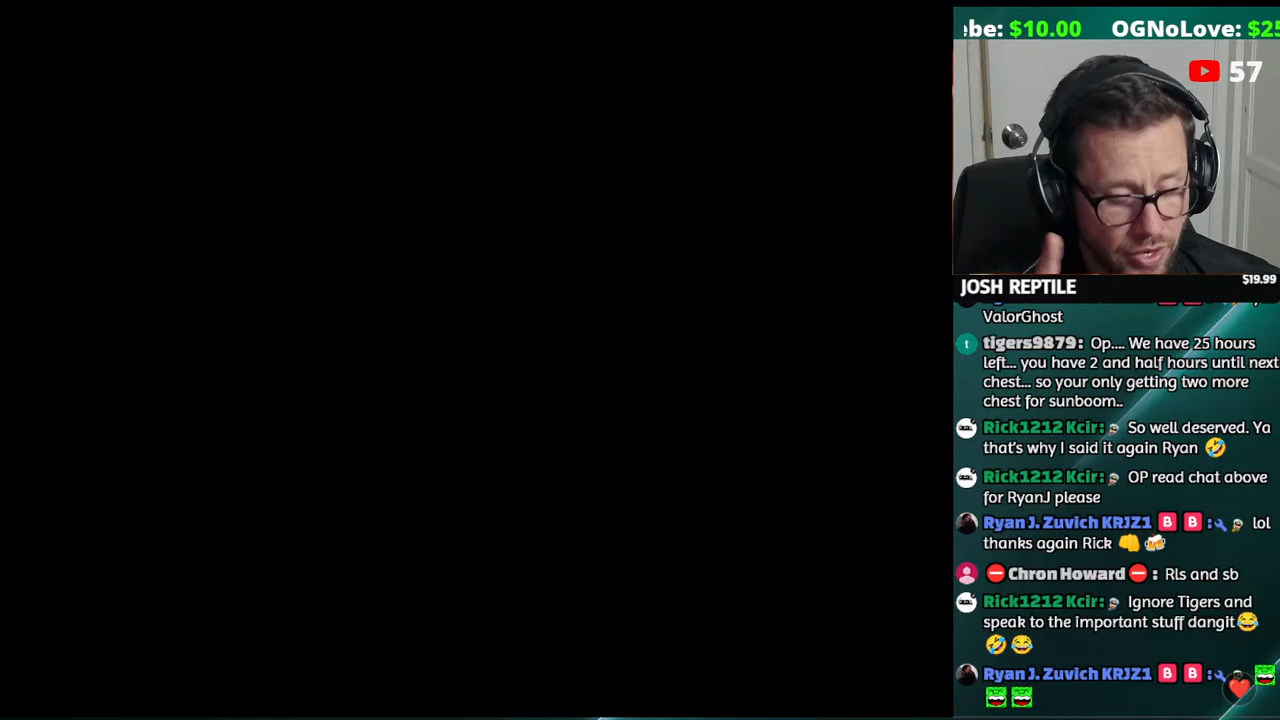 be: $10.00 OGNoLove: $25
57
JOSH REPTILE $19.99
ValorGhost
tigers9879: Op.... We have 25 hours
left... you have 2 and half hours until next
chest... so your only getting two more
chest for sunboom..
Rick1212 Kcir: So well deserved. Ya
that's why I said it again Ryan 🤣
Rick1212 Kcir: OP read chat above
for RyanJ please
Ryan J. Zuvich KRJZ1 B B : lol
thanks again Rick 👊 🍻
⛔ Chron Howard ⛔ : Rls and sb
Rick1212 Kcir: Ignore Tigers and
speak to the important stuff dangit😂
🤣 😂
Ryan J. Zuvich KRJZ1 B B :